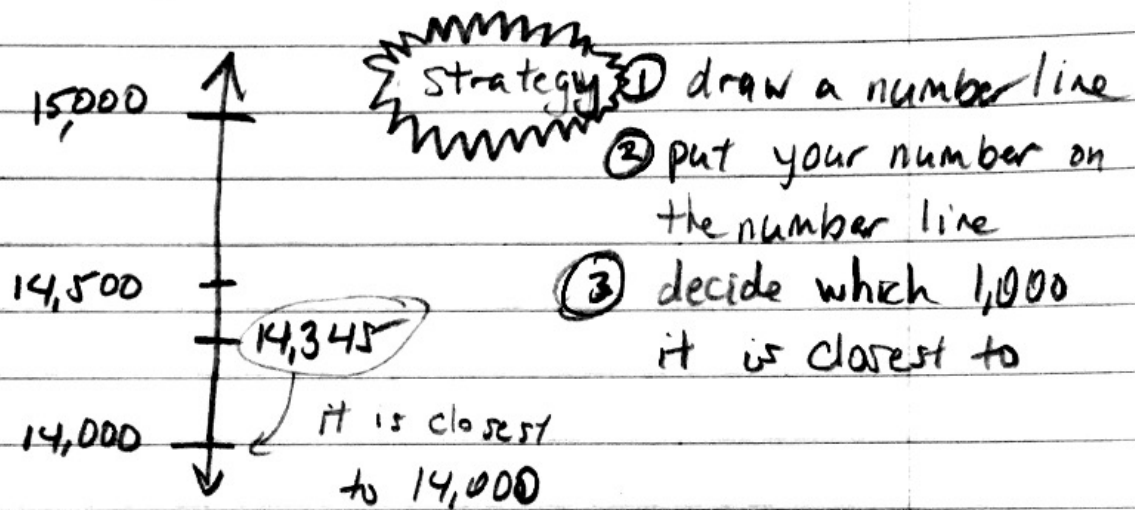 15,000
strategy ① draw a number line
② put your number on
the number line
14,500
③ decide which 1,000
14,345
it is closest to
14,000
it is closest
to 14,000